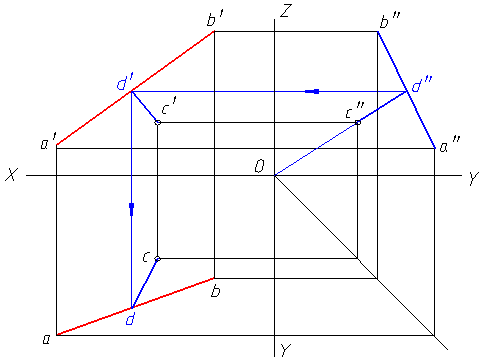 b' Z b"
d' d"
c' c"
a' a"
X O Y
c
b
d
a Y